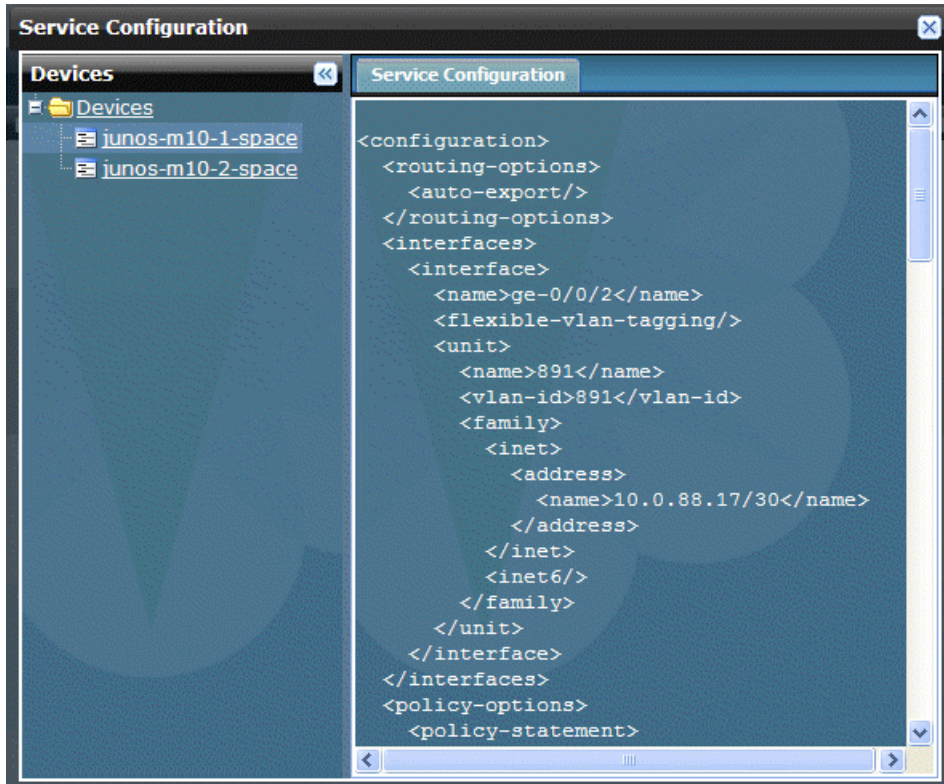 Service Configuration
Devices
Devices
junos-m10-1-space
junos-m10-2-space
Service Configuration
<configuration>
  <routing-options>
    <auto-export/>
  </routing-options>
  <interfaces>
    <interface>
      <name>ge-0/0/2</name>
      <flexible-vlan-tagging/>
      <unit>
        <name>891</name>
        <vlan-id>891</vlan-id>
        <family>
          <inet>
            <address>
              <name>10.0.88.17/30</name>
            </address>
          </inet>
          <inet6/>
        </family>
      </unit>
    </interface>
  </interfaces>
  <policy-options>
    <policy-statement>